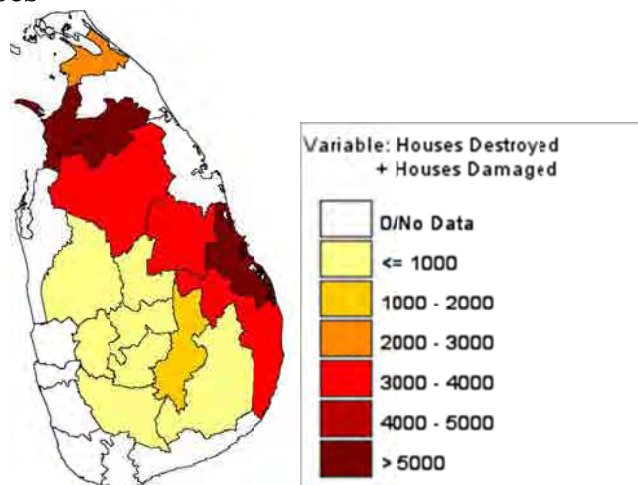 Variable: Houses Destroyed
+ Houses Damaged
0/No Data
<= 1000
1000 - 2000
2000 - 3000
3000 - 4000
4000 - 5000
> 5000